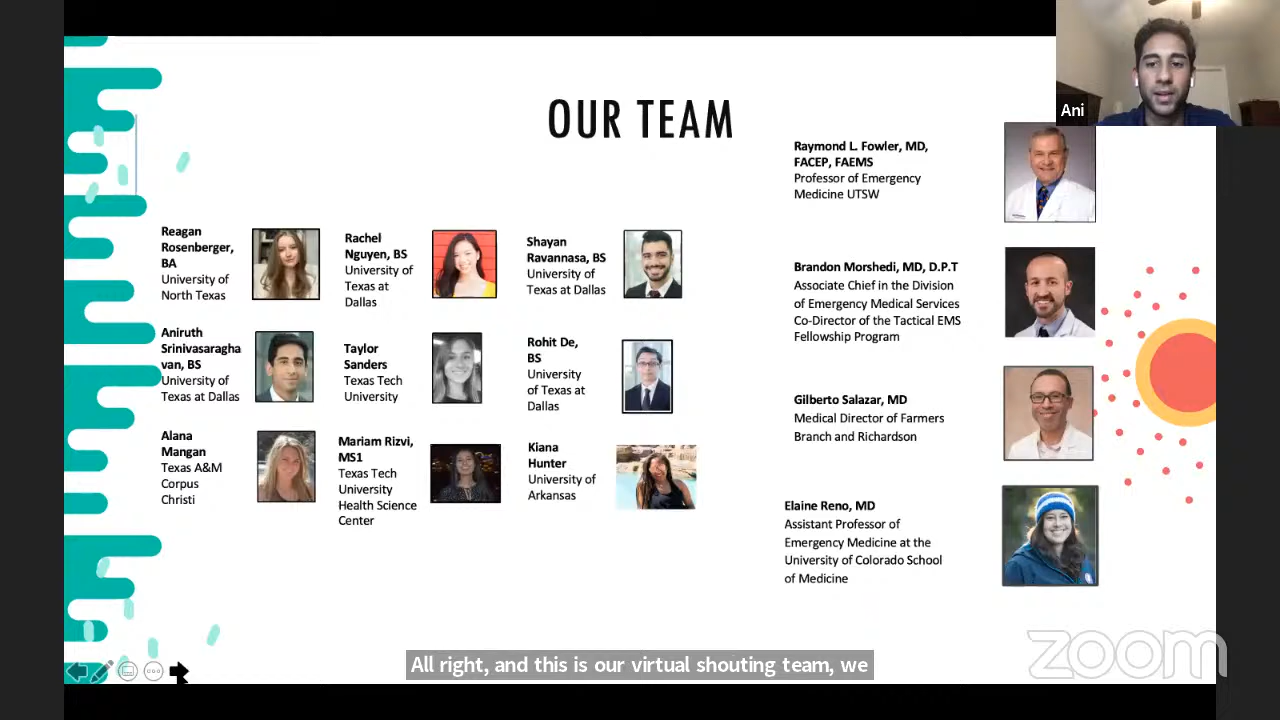 OUR TEAM
Ani
Reagan
Rosenberger,
BA
University of
North Texas
Rachel
Nguyen, BS
University of
Texas at
Dallas
Shayan
Ravannasa, BS
University of
Texas at Dallas
Aniruth
Srinivasaragha
van, BS
University of
Texas at Dallas
Taylor
Sanders
Texas Tech
University
Rohit De,
BS
University
of Texas at
Dallas
Alana
Mangan
Texas A&M
Corpus
Christi
Mariam Rizvi,
MS1
Texas Tech
University
Health Science
Center
Kiana
Hunter
University of
Arkansas
Raymond L. Fowler, MD,
FACEP, FAEMS
Professor of Emergency
Medicine UTSW
Brandon Morshedi, MD, D.P.T
Associate Chief in the Division
of Emergency Medical Services
Co-Director of the Tactical EMS
Fellowship Program
Gilberto Salazar, MD
Medical Director of Farmers
Branch and Richardson
Elaine Reno, MD
Assistant Professor of
Emergency Medicine at the
University of Colorado School
of Medicine
All right, and this is our virtual shouting team, we
zoom